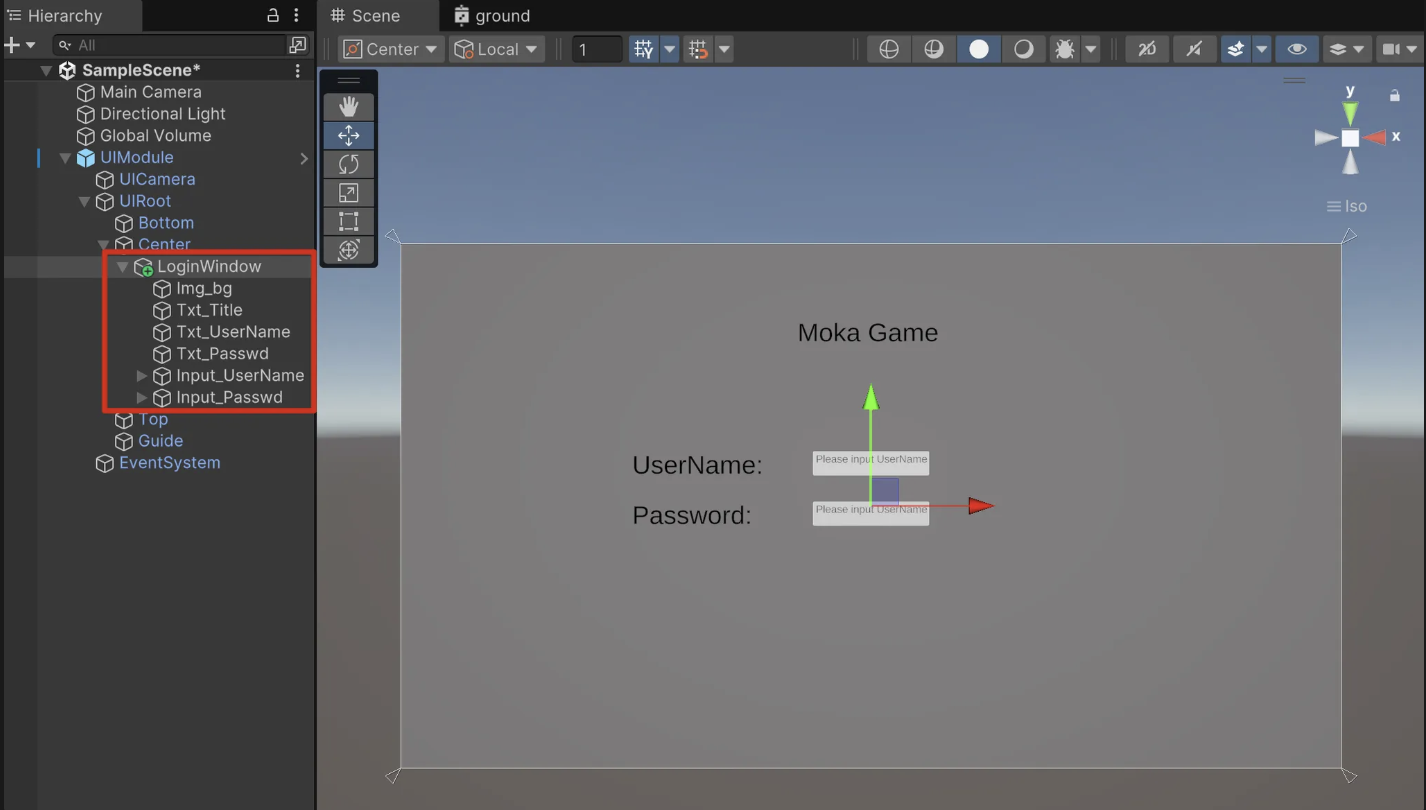 Hierarchy
All
SampleScene*
Main Camera
Directional Light
Global Volume
UIModule
UICamera
UIRoot
Bottom
Center
LoginWindow
Img_bg
Txt_Title
Txt_UserName
Txt_Passwd
Input_UserName
Input_Passwd
Top
Guide
EventSystem
Scene ground
Center Local 1 2D
y
x
Iso
Moka Game
UserName: Please input UserName
Password: Please input UserName